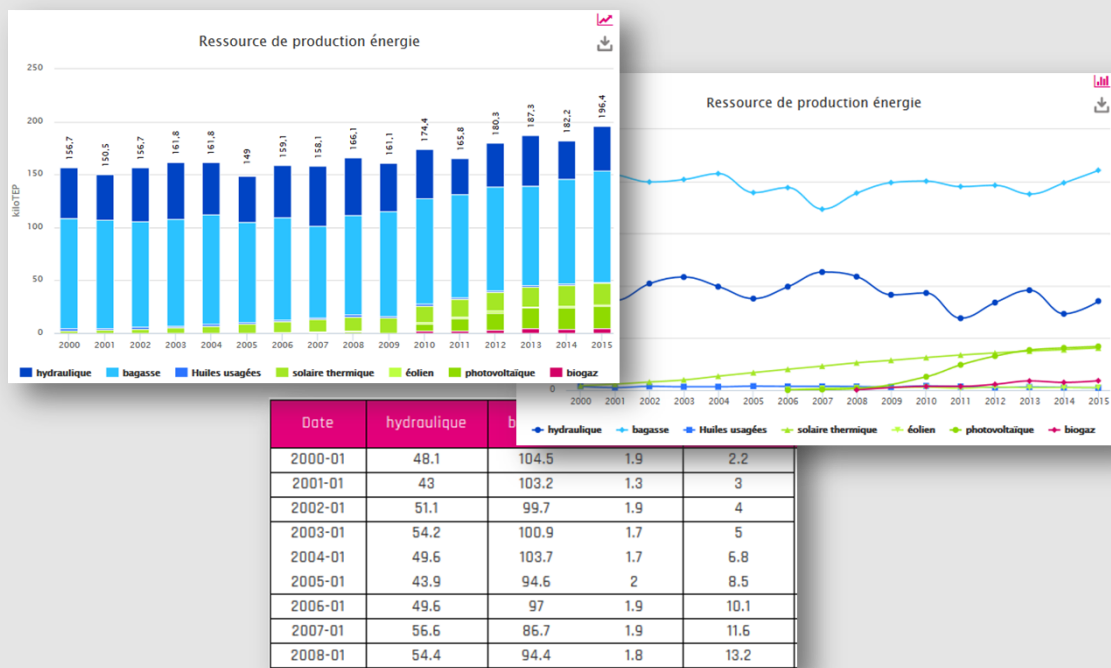 Ressource de production énergie
250
200
150
100
50
0
kiloTEP
156,7 150,5 156,7 161,8 161,8 149 159,1 158,1 166,1 161,1 174,4 165,8 180,3 187,3 182,2 196,4
2000 2001 2002 2003 2004 2005 2006 2007 2008 2009 2010 2011 2012 2013 2014 2015
hydraulique bagasse Huiles usagées solaire thermique éolien photovoltaïque biogaz
Ressource de production énergie
0
2000 2001 2002 2003 2004 2005 2006 2007 2008 2009 2010 2011 2012 2013 2014 2015
hydraulique bagasse Huiles usagées solaire thermique éolien photovoltaïque biogaz
Date hydraulique b
2000-01 48.1 104.5 1.9 2.2
2001-01 43 103.2 1.3 3
2002-01 51.1 99.7 1.9 4
2003-01 54.2 100.9 1.7 5
2004-01 49.6 103.7 1.7 6.8
2005-01 43.9 94.6 2 8.5
2006-01 49.6 97 1.9 10.1
2007-01 56.6 86.7 1.9 11.6
2008-01 54.4 94.4 1.8 13.2